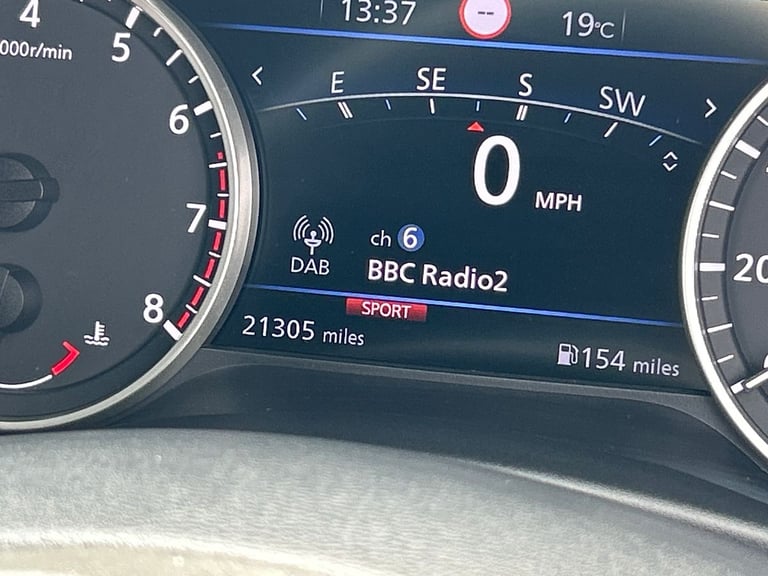 13:37
--
19°C
4
5
6
7
8
000r/min
E SE S SW
0 MPH
DAB
ch 6
BBC Radio2
SPORT
21305 miles
154 miles
20